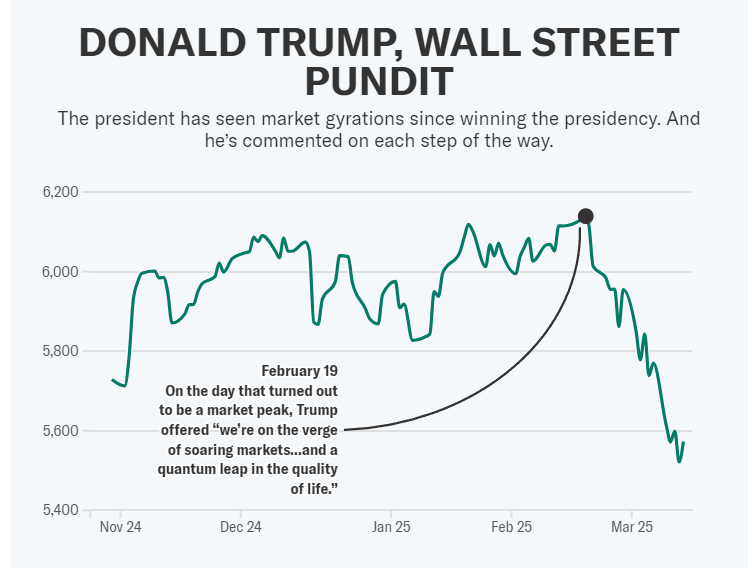 DONALD TRUMP, WALL STREET
PUNDIT
The president has seen market gyrations since winning the presidency. And
he’s commented on each step of the way.
6,200
6,000
5,800
5,600
5,400
February 19
On the day that turned out
to be a market peak, Trump
offered “we’re on the verge
of soaring markets...and a
quantum leap in the quality
of life.”
Nov 24
Dec 24
Jan 25
Feb 25
Mar 25